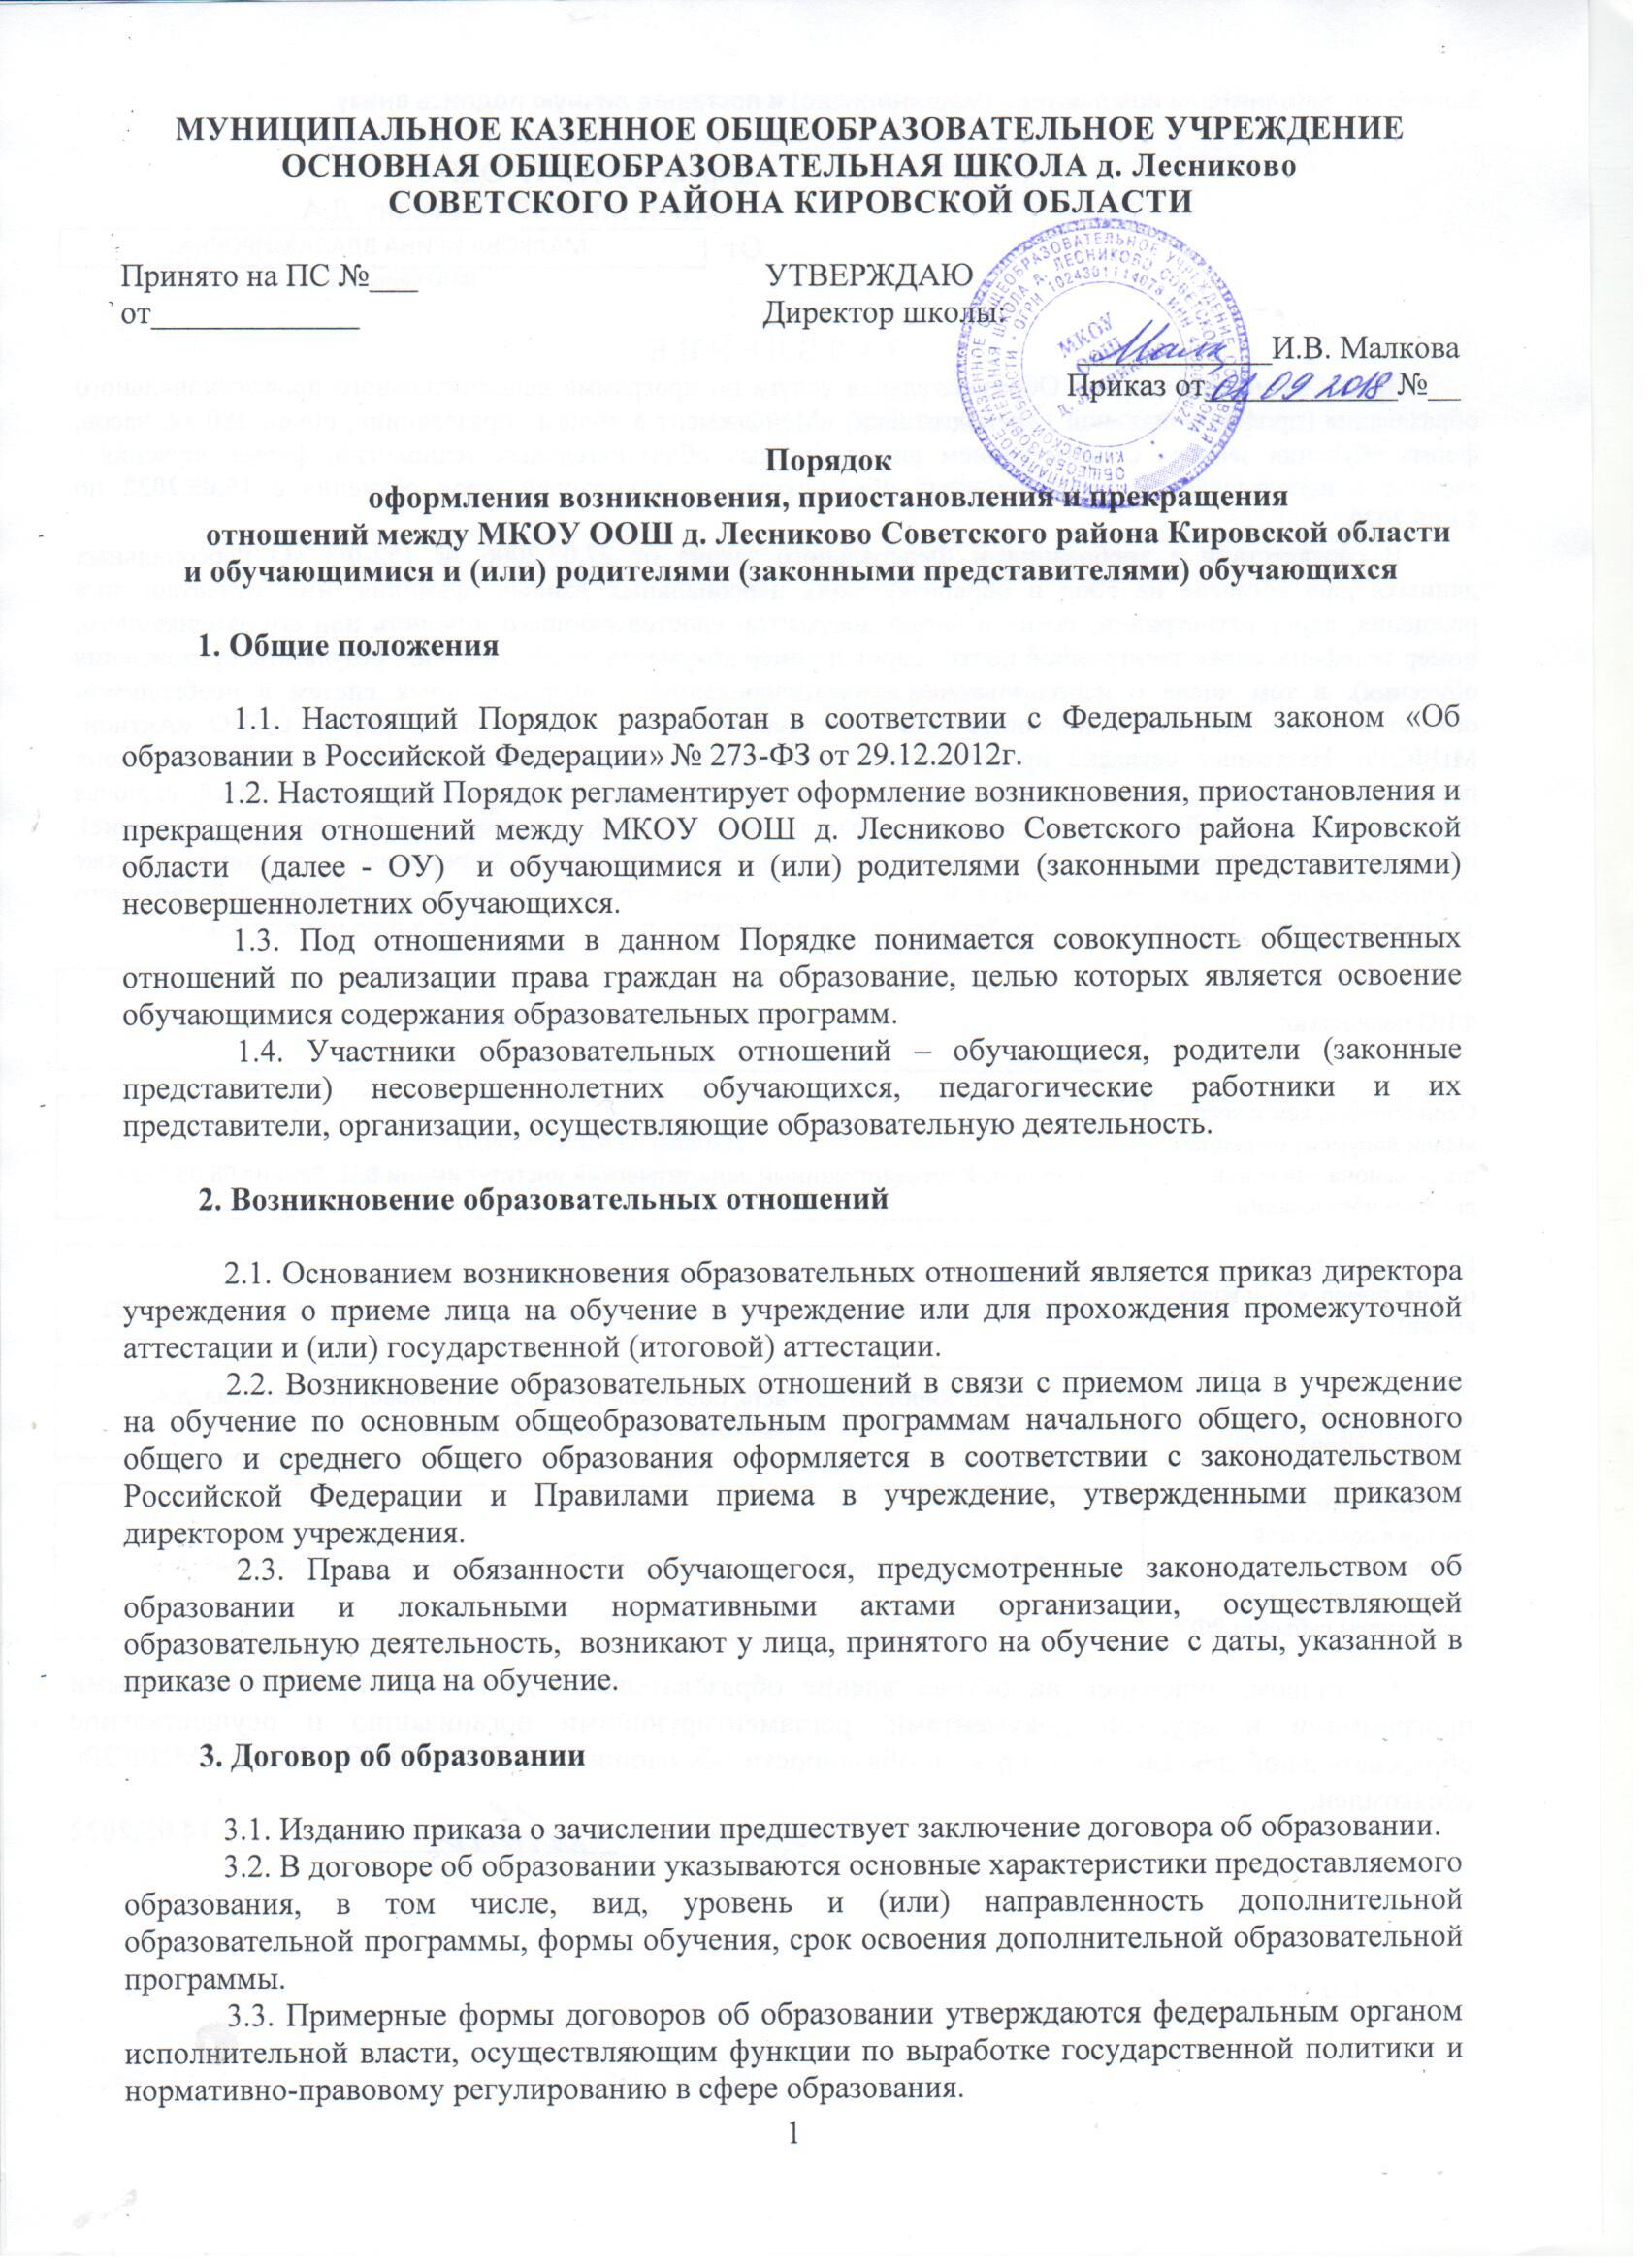 МУНИЦИПАЛЬНОЕ КАЗЕННОЕ ОБЩЕОБРАЗОВАТЕЛЬНОЕ УЧРЕЖДЕНИЕ
ОСНОВНАЯ ОБЩЕОБРАЗОВАТЕЛЬНАЯ ШКОЛА д. Лесниково
СОВЕТСКОГО РАЙОНА КИРОВСКОЙ ОБЛАСТИ
Принято на ПС №___ УТВЕРЖДАЮ
от_____________ Директор школы:
И.В. Малкова
Приказ от 01 09 2018 №__
МКОУ
ООШ
д. Лесниково
Порядок
оформления возникновения, приостановления и прекращения
отношений между МКОУ ООШ д. Лесниково Советского района Кировской области
и обучающимися и (или) родителями (законными представителями) обучающихся
1. Общие положения
1.1. Настоящий Порядок разработан в соответствии с Федеральным законом «Об
образовании в Российской Федерации» № 273-ФЗ от 29.12.2012г.
1.2. Настоящий Порядок регламентирует оформление возникновения, приостановления и
прекращения отношений между МКОУ ООШ д. Лесниково Советского района Кировской
области (далее - ОУ) и обучающимися и (или) родителями (законными представителями)
несовершеннолетних обучающихся.
1.3. Под отношениями в данном Порядке понимается совокупность общественных
отношений по реализации права граждан на образование, целью которых является освоение
обучающимися содержания образовательных программ.
1.4. Участники образовательных отношений – обучающиеся, родители (законные
представители) несовершеннолетних обучающихся, педагогические работники и их
представители, организации, осуществляющие образовательную деятельность.
2. Возникновение образовательных отношений
2.1. Основанием возникновения образовательных отношений является приказ директора
учреждения о приеме лица на обучение в учреждение или для прохождения промежуточной
аттестации и (или) государственной (итоговой) аттестации.
2.2. Возникновение образовательных отношений в связи с приемом лица в учреждение
на обучение по основным общеобразовательным программам начального общего, основного
общего и среднего общего образования оформляется в соответствии с законодательством
Российской Федерации и Правилами приема в учреждение, утвержденными приказом
директором учреждения.
2.3. Права и обязанности обучающегося, предусмотренные законодательством об
образовании и локальными нормативными актами организации, осуществляющей
образовательную деятельность, возникают у лица, принятого на обучение с даты, указанной в
приказе о приеме лица на обучение.
3. Договор об образовании
3.1. Изданию приказа о зачислении предшествует заключение договора об образовании.
3.2. В договоре об образовании указываются основные характеристики предоставляемого
образования, в том числе, вид, уровень и (или) направленность дополнительной
образовательной программы, формы обучения, срок освоения дополнительной образовательной
программы.
3.3. Примерные формы договоров об образовании утверждаются федеральным органом
исполнительной власти, осуществляющим функции по выработке государственной политики и
нормативно-правовому регулированию в сфере образования.
1